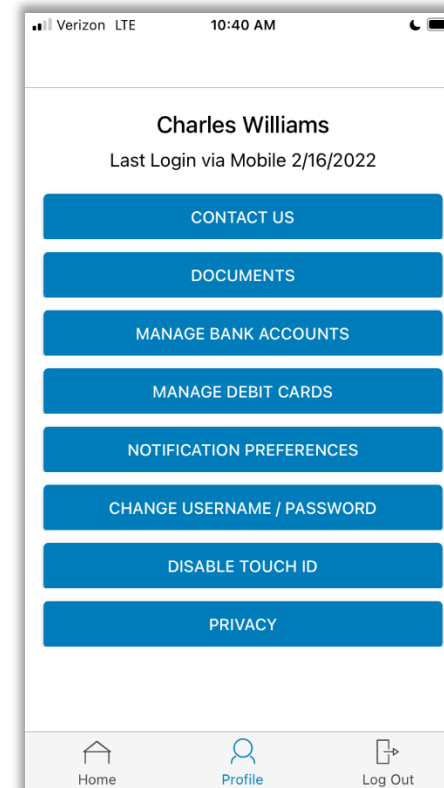 Verizon LTE 10:40 AM
Charles Williams
Last Login via Mobile 2/16/2022
CONTACT US
DOCUMENTS
MANAGE BANK ACCOUNTS
MANAGE DEBIT CARDS
NOTIFICATION PREFERENCES
CHANGE USERNAME / PASSWORD
DISABLE TOUCH ID
PRIVACY
Home Profile Log Out